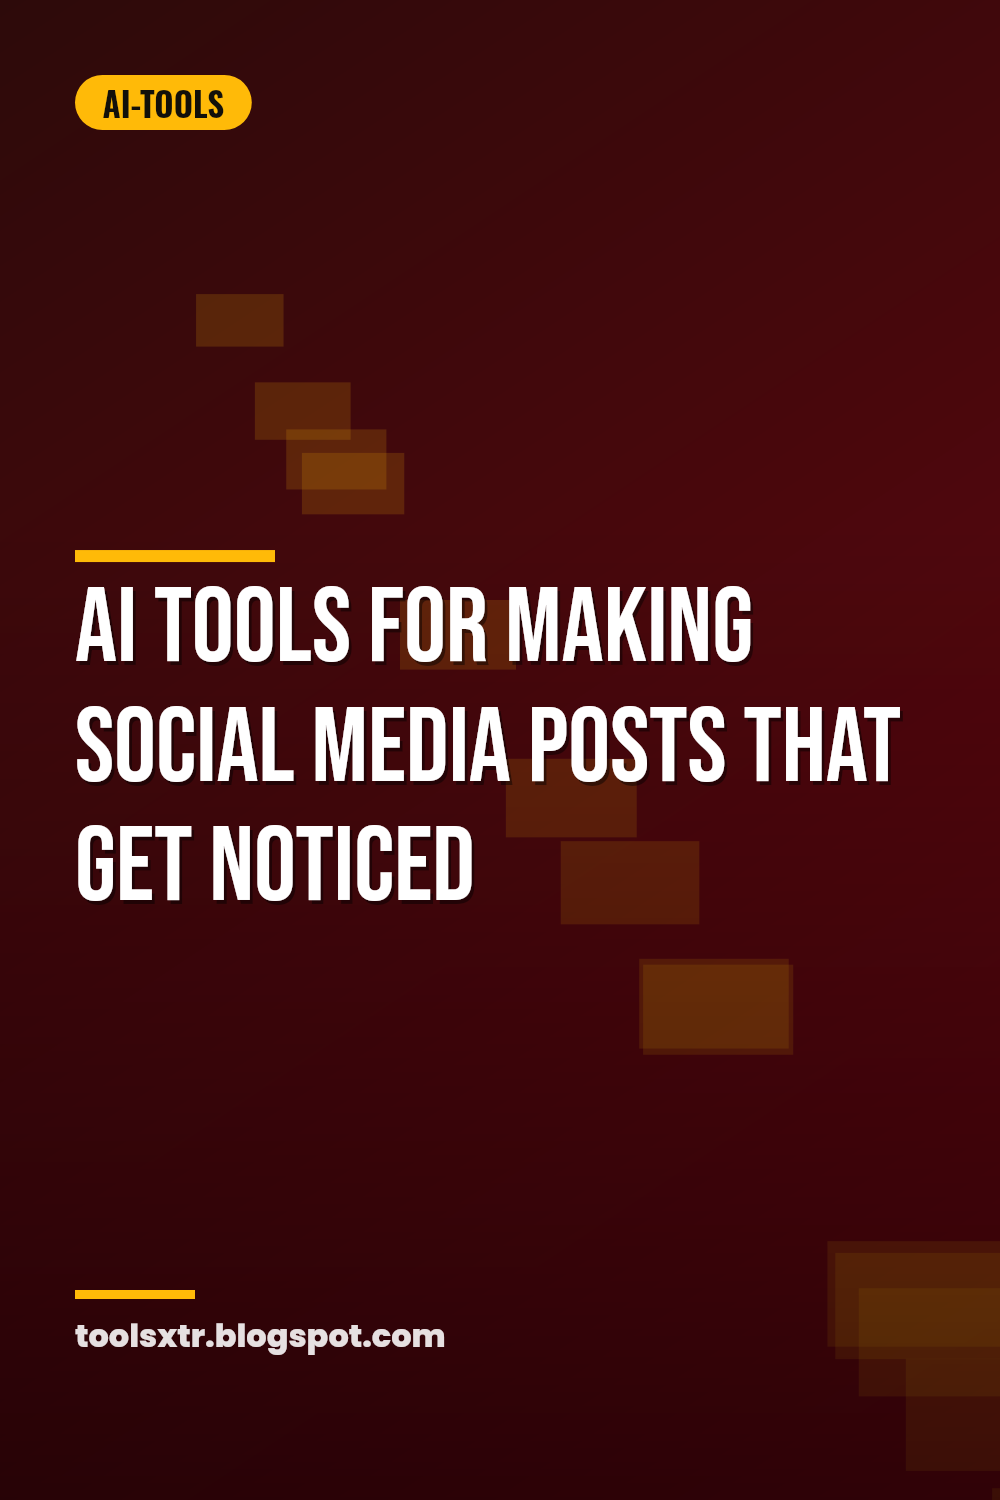 AI-TOOLS
AI TOOLS FOR MAKING
SOCIAL MEDIA POSTS THAT
GET NOTICED
toolsxtr.blogspot.com